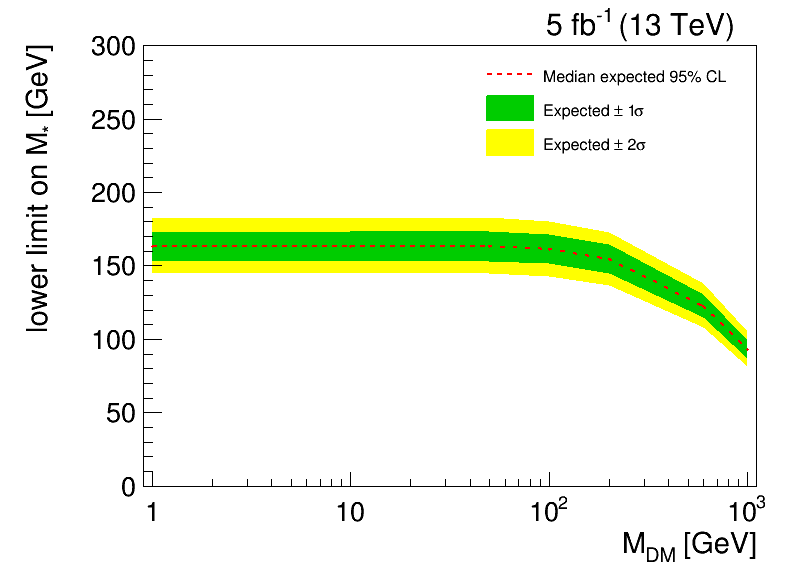 5 fb⁻¹ (13 TeV)
lower limit on M* [GeV]
300
250
200
150
100
50
0
Median expected 95% CL
Expected ± 1σ
Expected ± 2σ
1
10
10²
10³
M_DM [GeV]